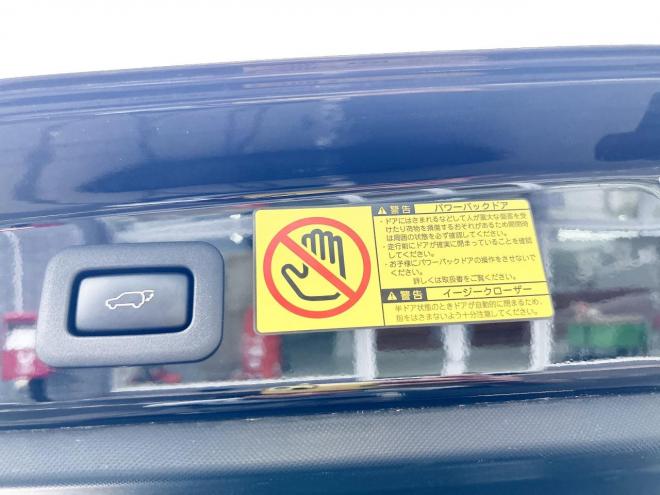 警告 パワーバックドア
・ドアにはさまれるなどして人が重大な傷害を受
けたり荷物を損傷するおそれがあるため開閉時
は周囲の状態を必ず確認してください。
・走行前にドアが確実に閉まっていることを確認
してください。
・お子様にパワーバックドアの操作をさせないで
ください。
詳しくは取扱書をご覧ください。
警告 イージークローザー
半ドア状態のときドアが自動的に閉まるため、
指をはさまないよう十分注意してください。